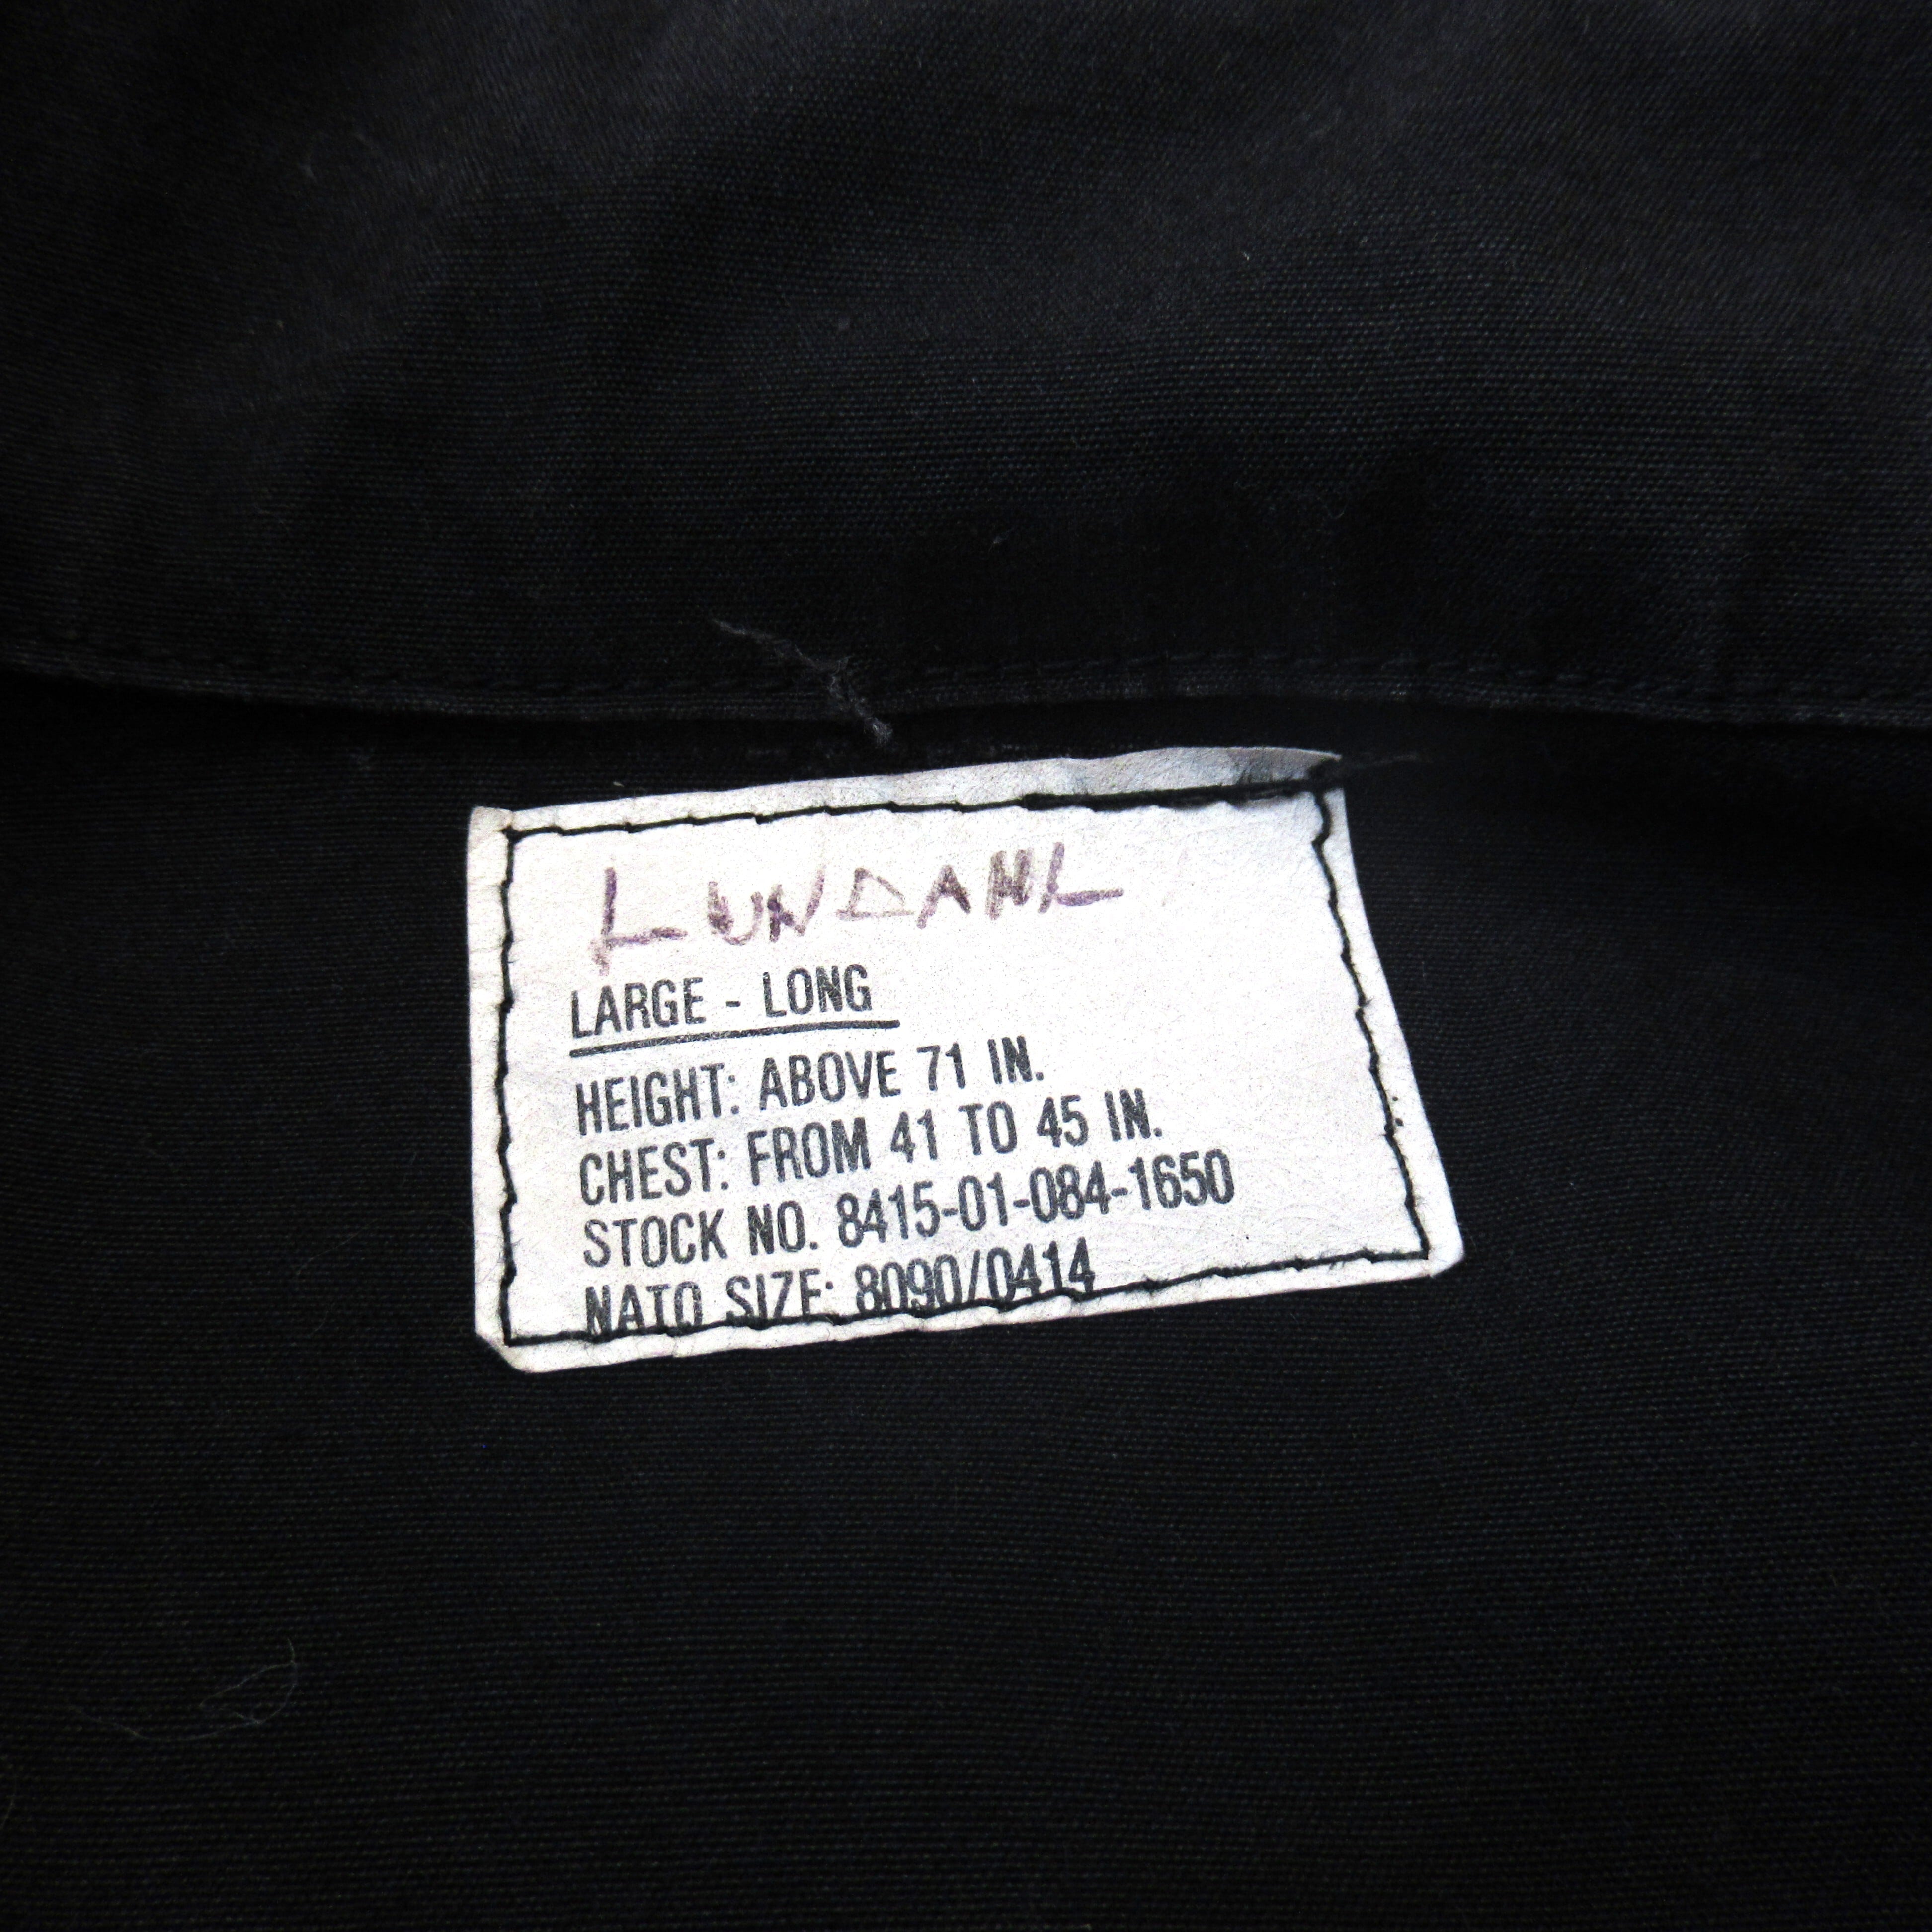 LUNDAHL
LARGE - LONG
HEIGHT: ABOVE 71 IN.
CHEST: FROM 41 TO 45 IN.
STOCK NO. 8415-01-084-1650
NATO SIZE: 8090/0414